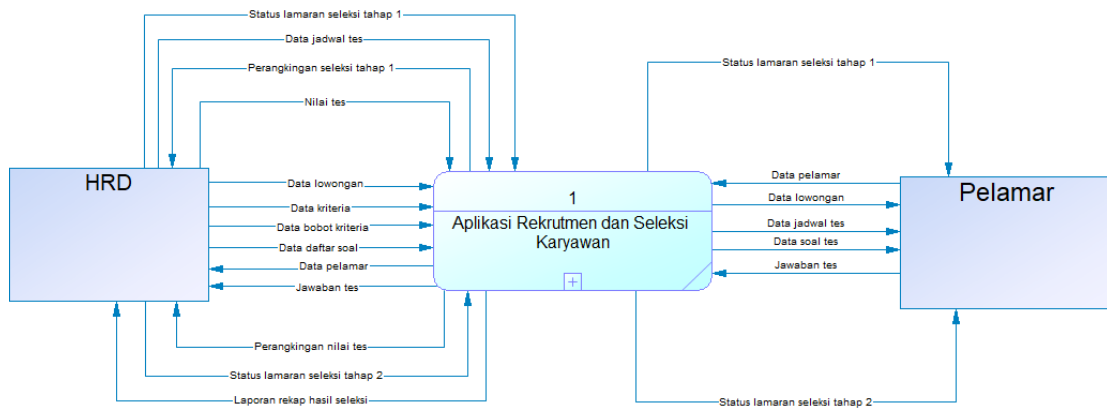 Status lamaran seleksi tahap 1
Data jadwal tes
Perangkingan seleksi tahap 1
Nilai tes
HRD
Data lowongan
Data kriteria
Data bobot kriteria
Data daftar soal
Data pelamar
Jawaban tes
Perangkingan nilai tes
Status lamaran seleksi tahap 2
Laporan rekap hasil seleksi
1
Aplikasi Rekrutmen dan Seleksi
Karyawan
Status lamaran seleksi tahap 1
Data pelamar
Data lowongan
Data jadwal tes
Data soal tes
Jawaban tes
Pelamar
Status lamaran seleksi tahap 2